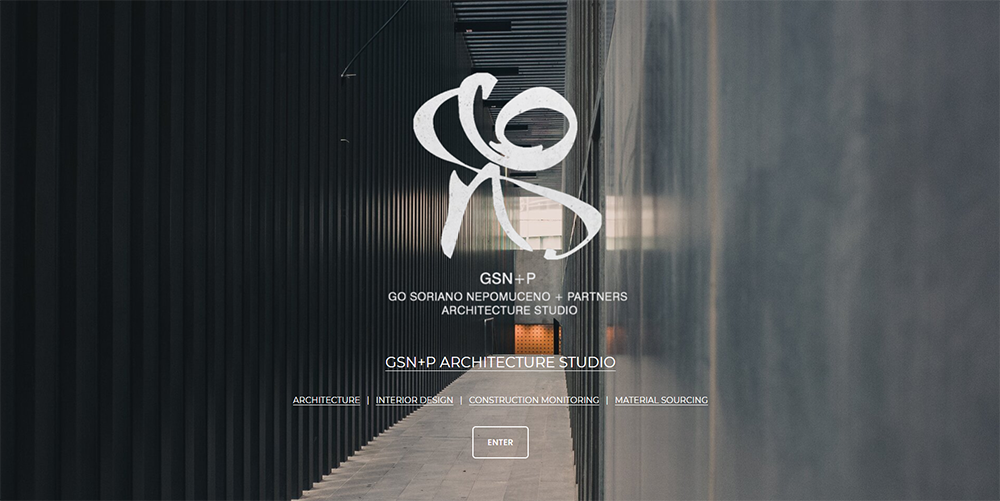 GSN+P
GO SORIANO NEPOMUCENO + PARTNERS
ARCHITECTURE STUDIO
GSN+P ARCHITECTURE STUDIO
ARCHITECTURE | INTERIOR DESIGN | CONSTRUCTION MONITORING | MATERIAL SOURCING
ENTER